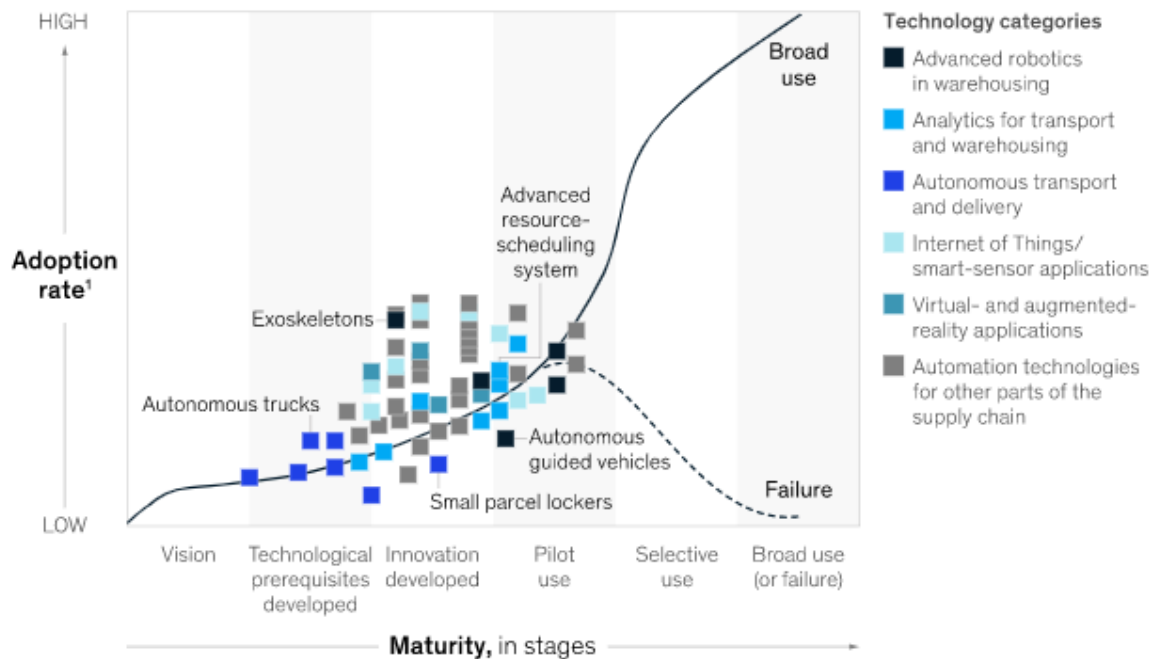 HIGH
Adoption
rate¹
LOW
Broad
use
Advanced
resource-
scheduling
system
Exoskeletons
Autonomous trucks
Autonomous
guided vehicles
Small parcel lockers
Failure
Vision
Technological
prerequisites
developed
Innovation
developed
Pilot
use
Selective
use
Broad use
(or failure)
Maturity, in stages
Technology categories
Advanced robotics
in warehousing
Analytics for transport
and warehousing
Autonomous transport
and delivery
Internet of Things/
smart-sensor applications
Virtual- and augmented-
reality applications
Automation technologies
for other parts of the
supply chain